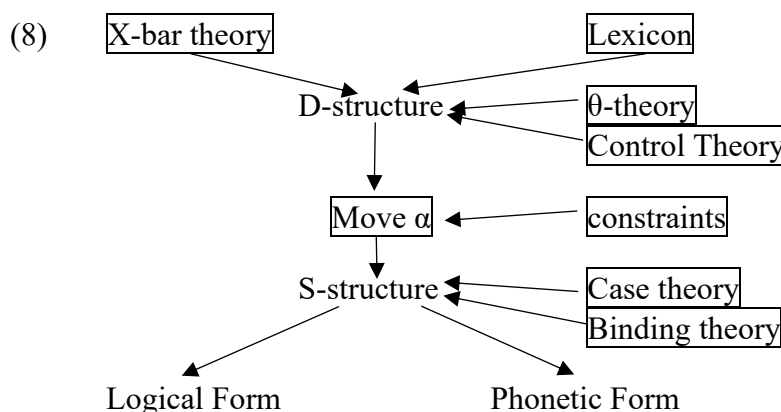 (8) X-bar theory Lexicon
D-structure θ-theory
Control Theory
Move α constraints
S-structure Case theory
Binding theory
Logical Form Phonetic Form